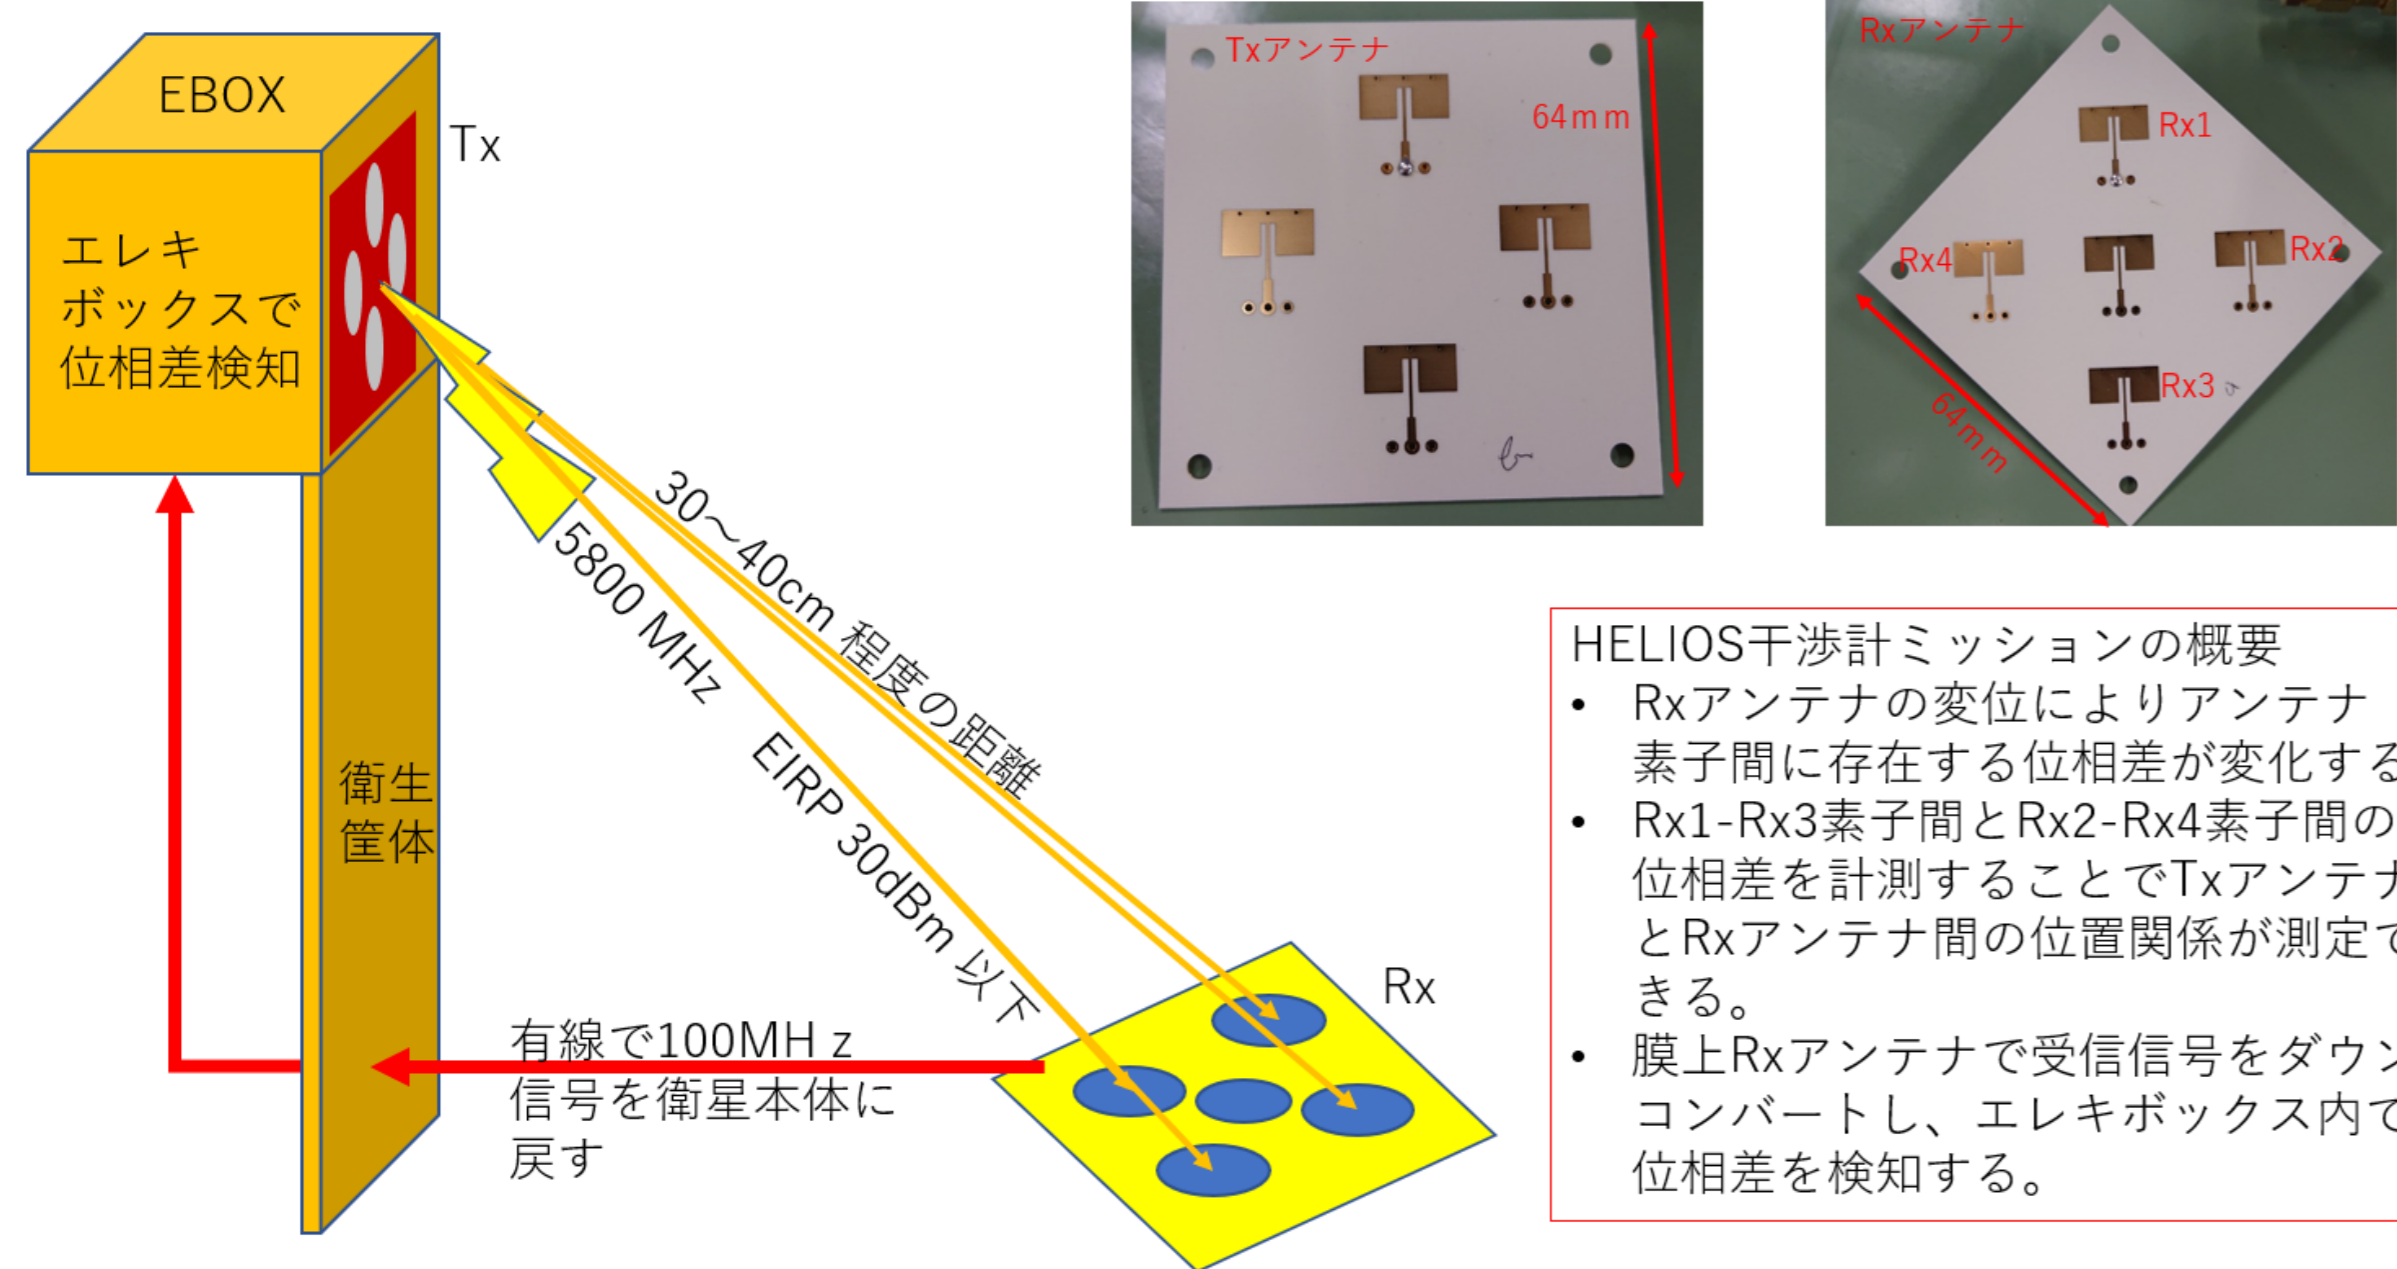 EBOX
Tx
エレキ
ボックスで
位相差検知
衛生
筐体
30～40cm 程度の距離
5800 MHz EIRP 30dBm 以下
有線で100MHｚ
信号を衛星本体に
戻す
Rx
Txアンテナ
64mm
Rxアンテナ
Rx1
Rx4
Rx2
Rx3
64mm
HELIOS干渉計ミッションの概要
• Rxアンテナの変位によりアンテナ
素子間に存在する位相差が変化する
• Rx1-Rx3素子間とRx2-Rx4素子間の
位相差を計測することでTxアンテナ
とRxアンテナ間の位置関係が測定で
きる。
• 膜上Rxアンテナで受信信号をダウン
コンバートし、エレキボックス内で
位相差を検知する。